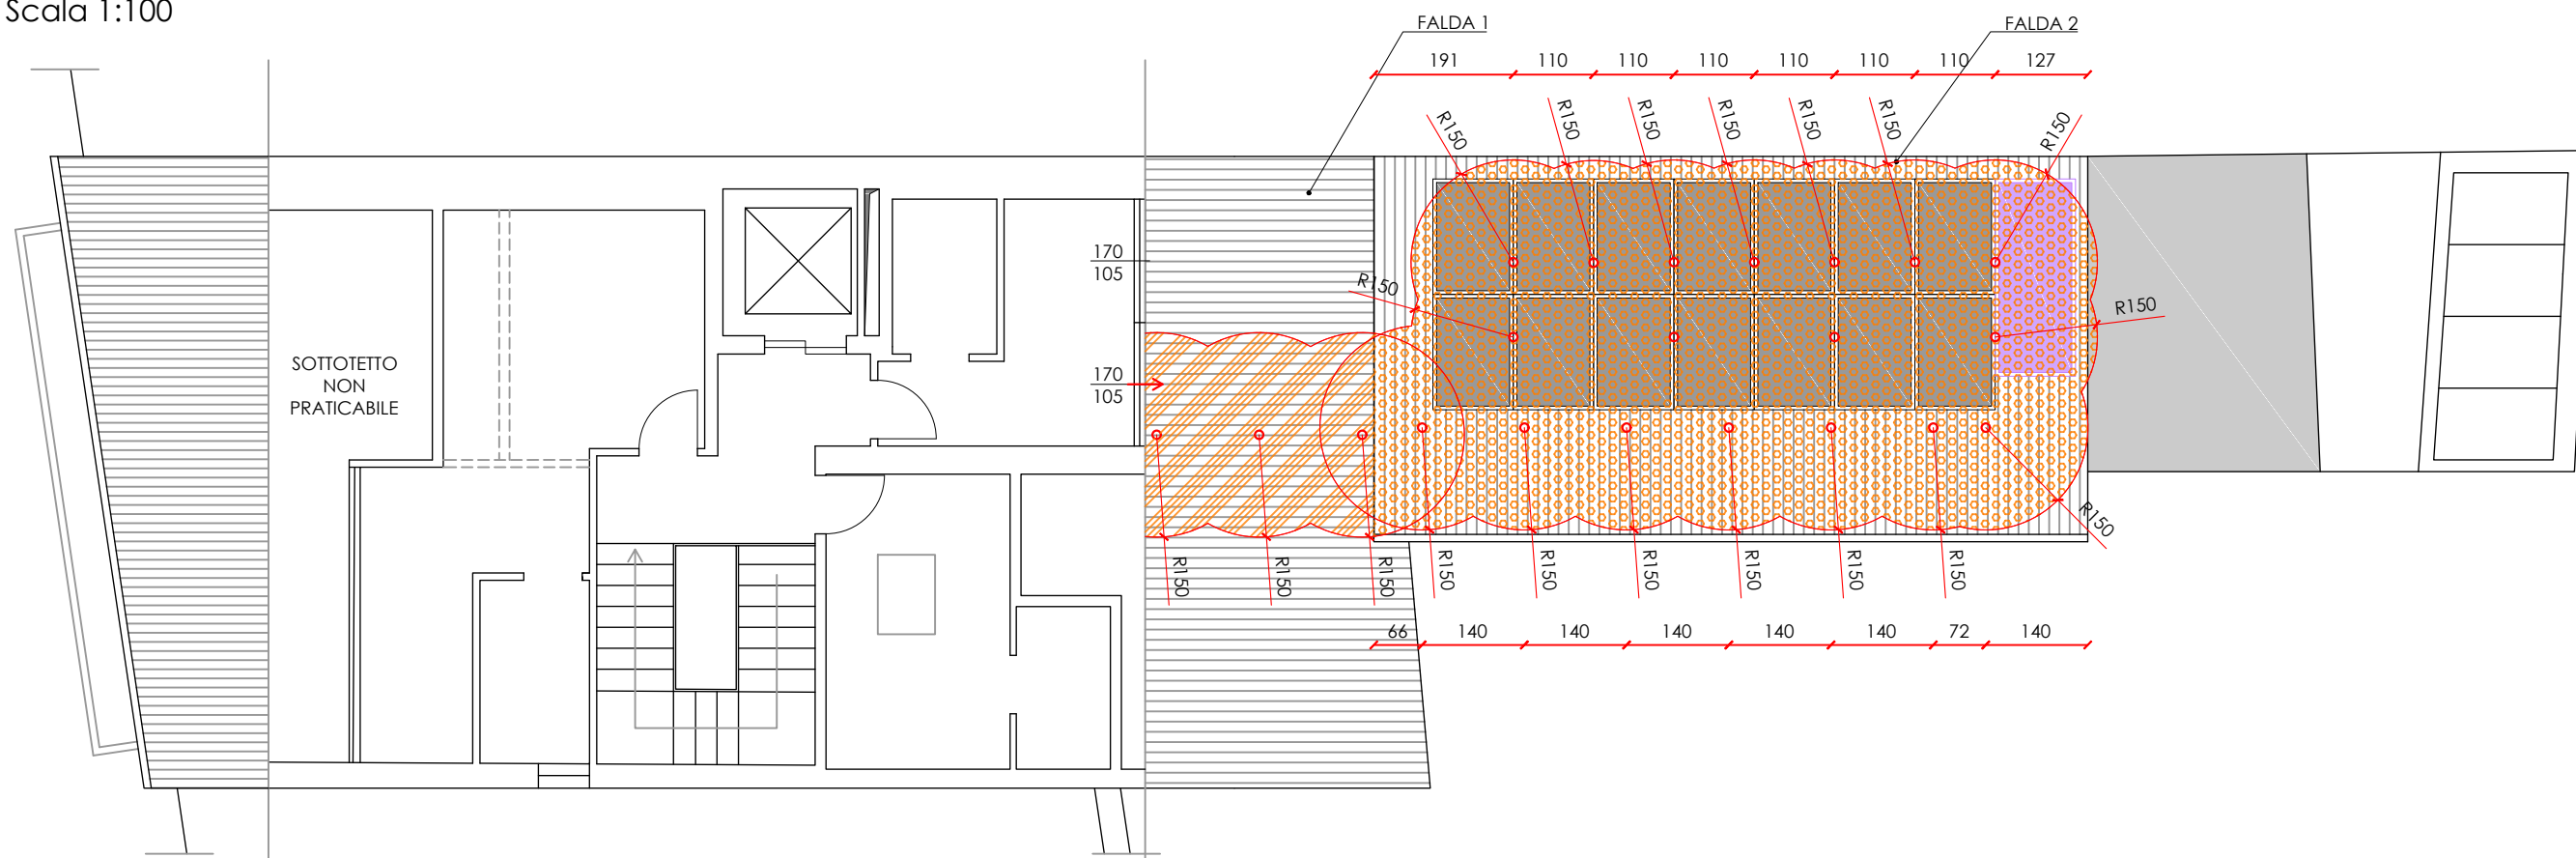 Scala 1:100
FALDA 1
FALDA 2
191 110 110 110 110 110 110 127
R150 R150 R150 R150 R150 R150 R150
170
105
R150
R150
170
105
SOTTOTETTO
NON
PRATICABILE
R150
R150 R150 R150 R150 R150 R150 R150 R150 R150
66 140 140 140 140 140 72 140